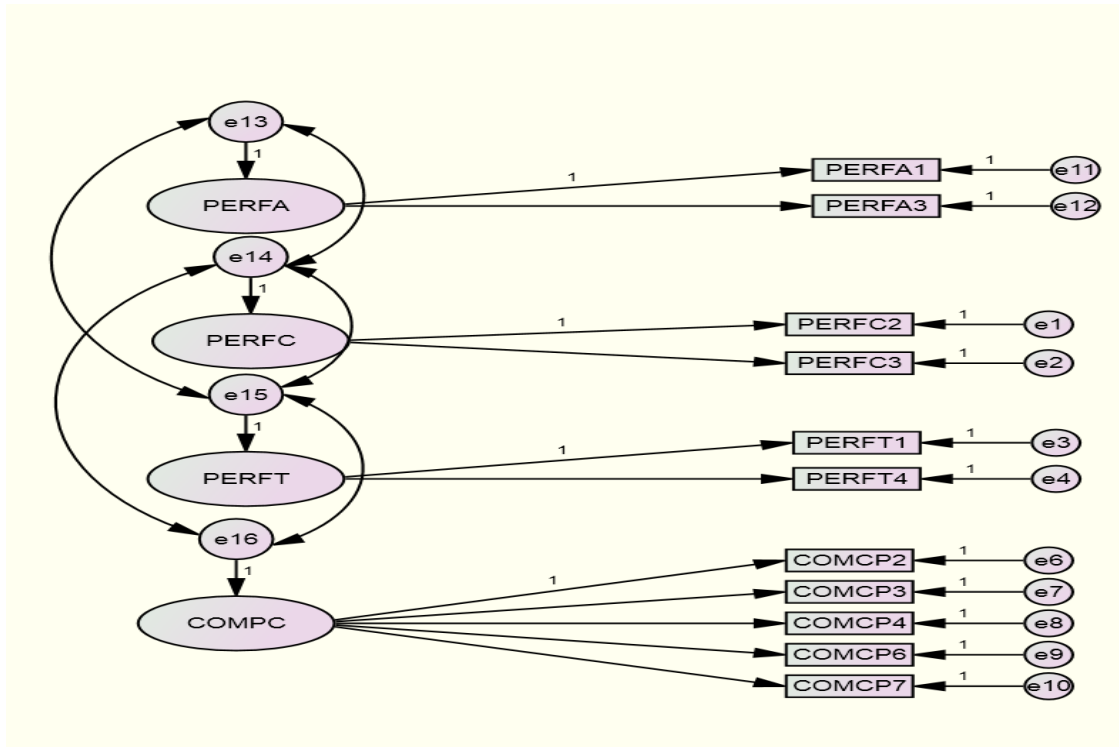 e13
1
PERFA
1
PERFA1
1
e11
PERFA3
1
e12
e14
1
PERFC
1
PERFC2
1
e1
PERFC3
1
e2
e15
1
PERFT
1
PERFT1
1
e3
PERFT4
1
e4
e16
1
COMPC
1
COMCP2
1
e6
COMCP3
1
e7
COMCP4
1
e8
COMCP6
1
e9
COMCP7
1
e10